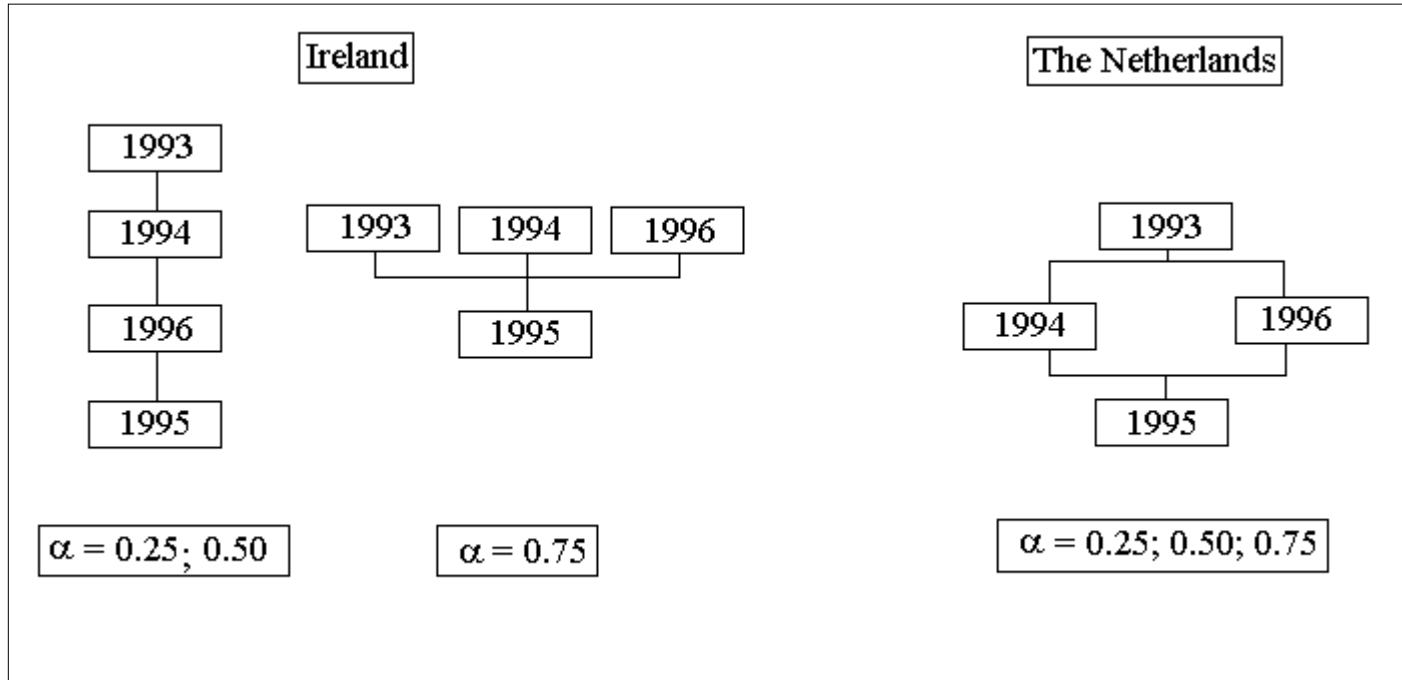 Ireland
The Netherlands
1993
1994
1996
1995
1993
1994
1996
1995
1993
1994
1996
1995
α = 0.25; 0.50
α = 0.75
α = 0.25; 0.50; 0.75